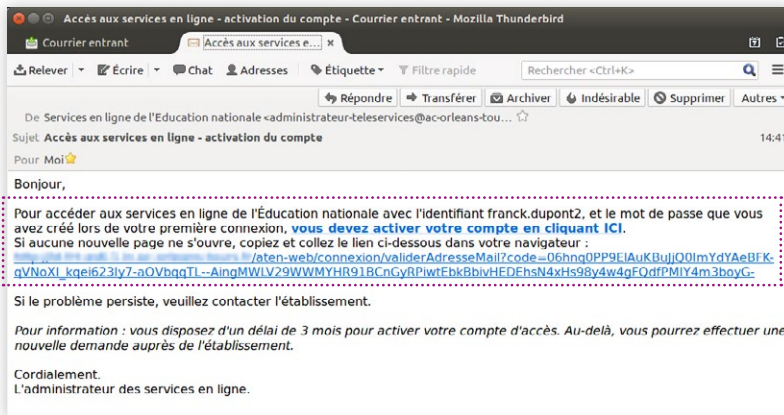 Accès aux services en ligne - activation du compte - Courrier entrant - Mozilla Thunderbird
Courrier entrant
Accès aux services e... ×
Relever Écrire Chat Adresses Étiquette Filtre rapide Rechercher <Ctrl+K>
Répondre Transférer Archiver Indésirable Supprimer Autres
De Services en ligne de l'Education nationale <administrateur-teleservices@ac-orleans-tou...
Sujet Accès aux services en ligne - activation du compte 14:41
Pour Moi
Bonjour,
Pour accéder aux services en ligne de l'Éducation nationale avec l'identifiant franck.dupont2, et le mot de passe que vous
avez créé lors de votre première connexion, vous devez activer votre compte en cliquant ICI.
Si aucune nouvelle page ne s'ouvre, copiez et collez le lien ci-dessous dans votre navigateur :
/aten-web/connexion/validerAdresseMail?code=06hnq0PP9ElAuKBuJjQ0ImYdYAeBFK-
qVNoXI_kqei623ly7-aOVbqqTL--AingMWLV29WWMYHR91BCnGyRPiwtEbkBbivHEDEhsN4xHs98y4w4gFQdfPMlY4m3boyG-
Si le problème persiste, veuillez contacter l'établissement.
Pour information : vous disposez d'un délai de 3 mois pour activer votre compte d'accès. Au-delà, vous pourrez effectuer une
nouvelle demande auprès de l'établissement.
Cordialement.
L'administrateur des services en ligne.